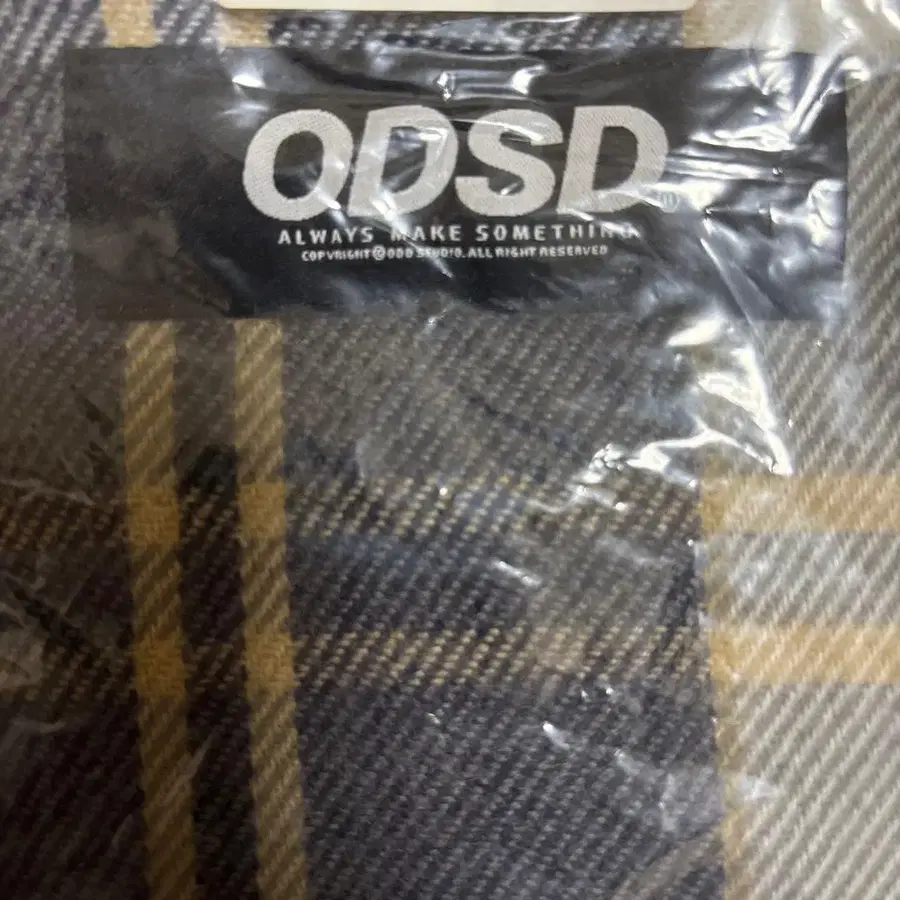 ODSD®
ALWAYS MAKE SOMETHING
COPYRIGHT©ODD STUDIO. ALL RIGHT RESERVED